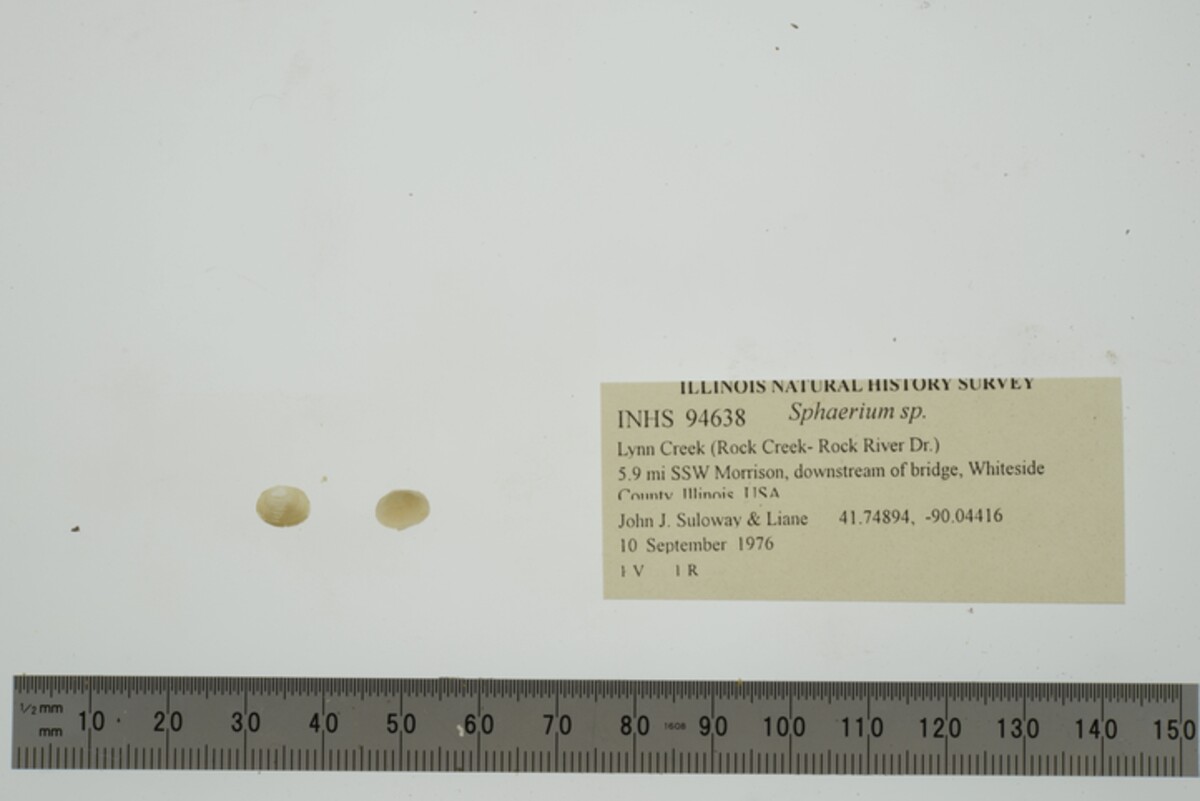 ILLINOIS NATURAL HISTORY SURVEY
INHS 94638 Sphaerium sp.
Lynn Creek (Rock Creek- Rock River Dr.)
5.9 mi SSW Morrison, downstream of bridge, Whiteside
County, Illinois, USA
John J. Suloway & Liane 41.74894, -90.04416
10 September 1976
1 V 1 R
1/2 mm
mm 10 20 30 40 50 60 70 80 1608 90 100 110 120 130 140 150